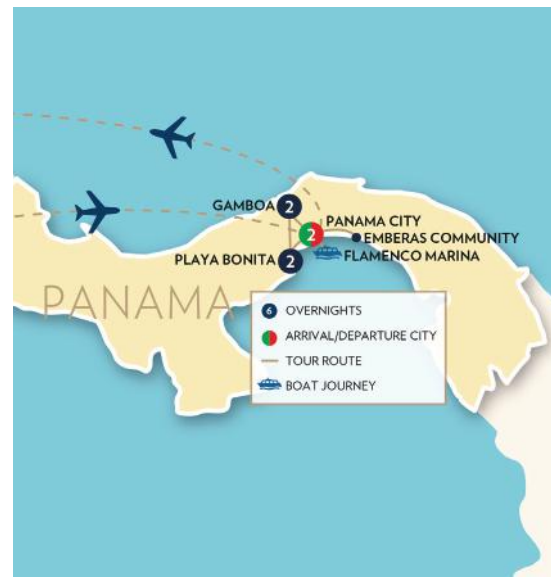 GAMBOA 2
2 PANAMA CITY
EMBERAS COMMUNITY
PLAYA BONITA 2
FLAMENCO MARINA
PANAMA
6 OVERNIGHTS
ARRIVAL/DEPARTURE CITY
TOUR ROUTE
BOAT JOURNEY